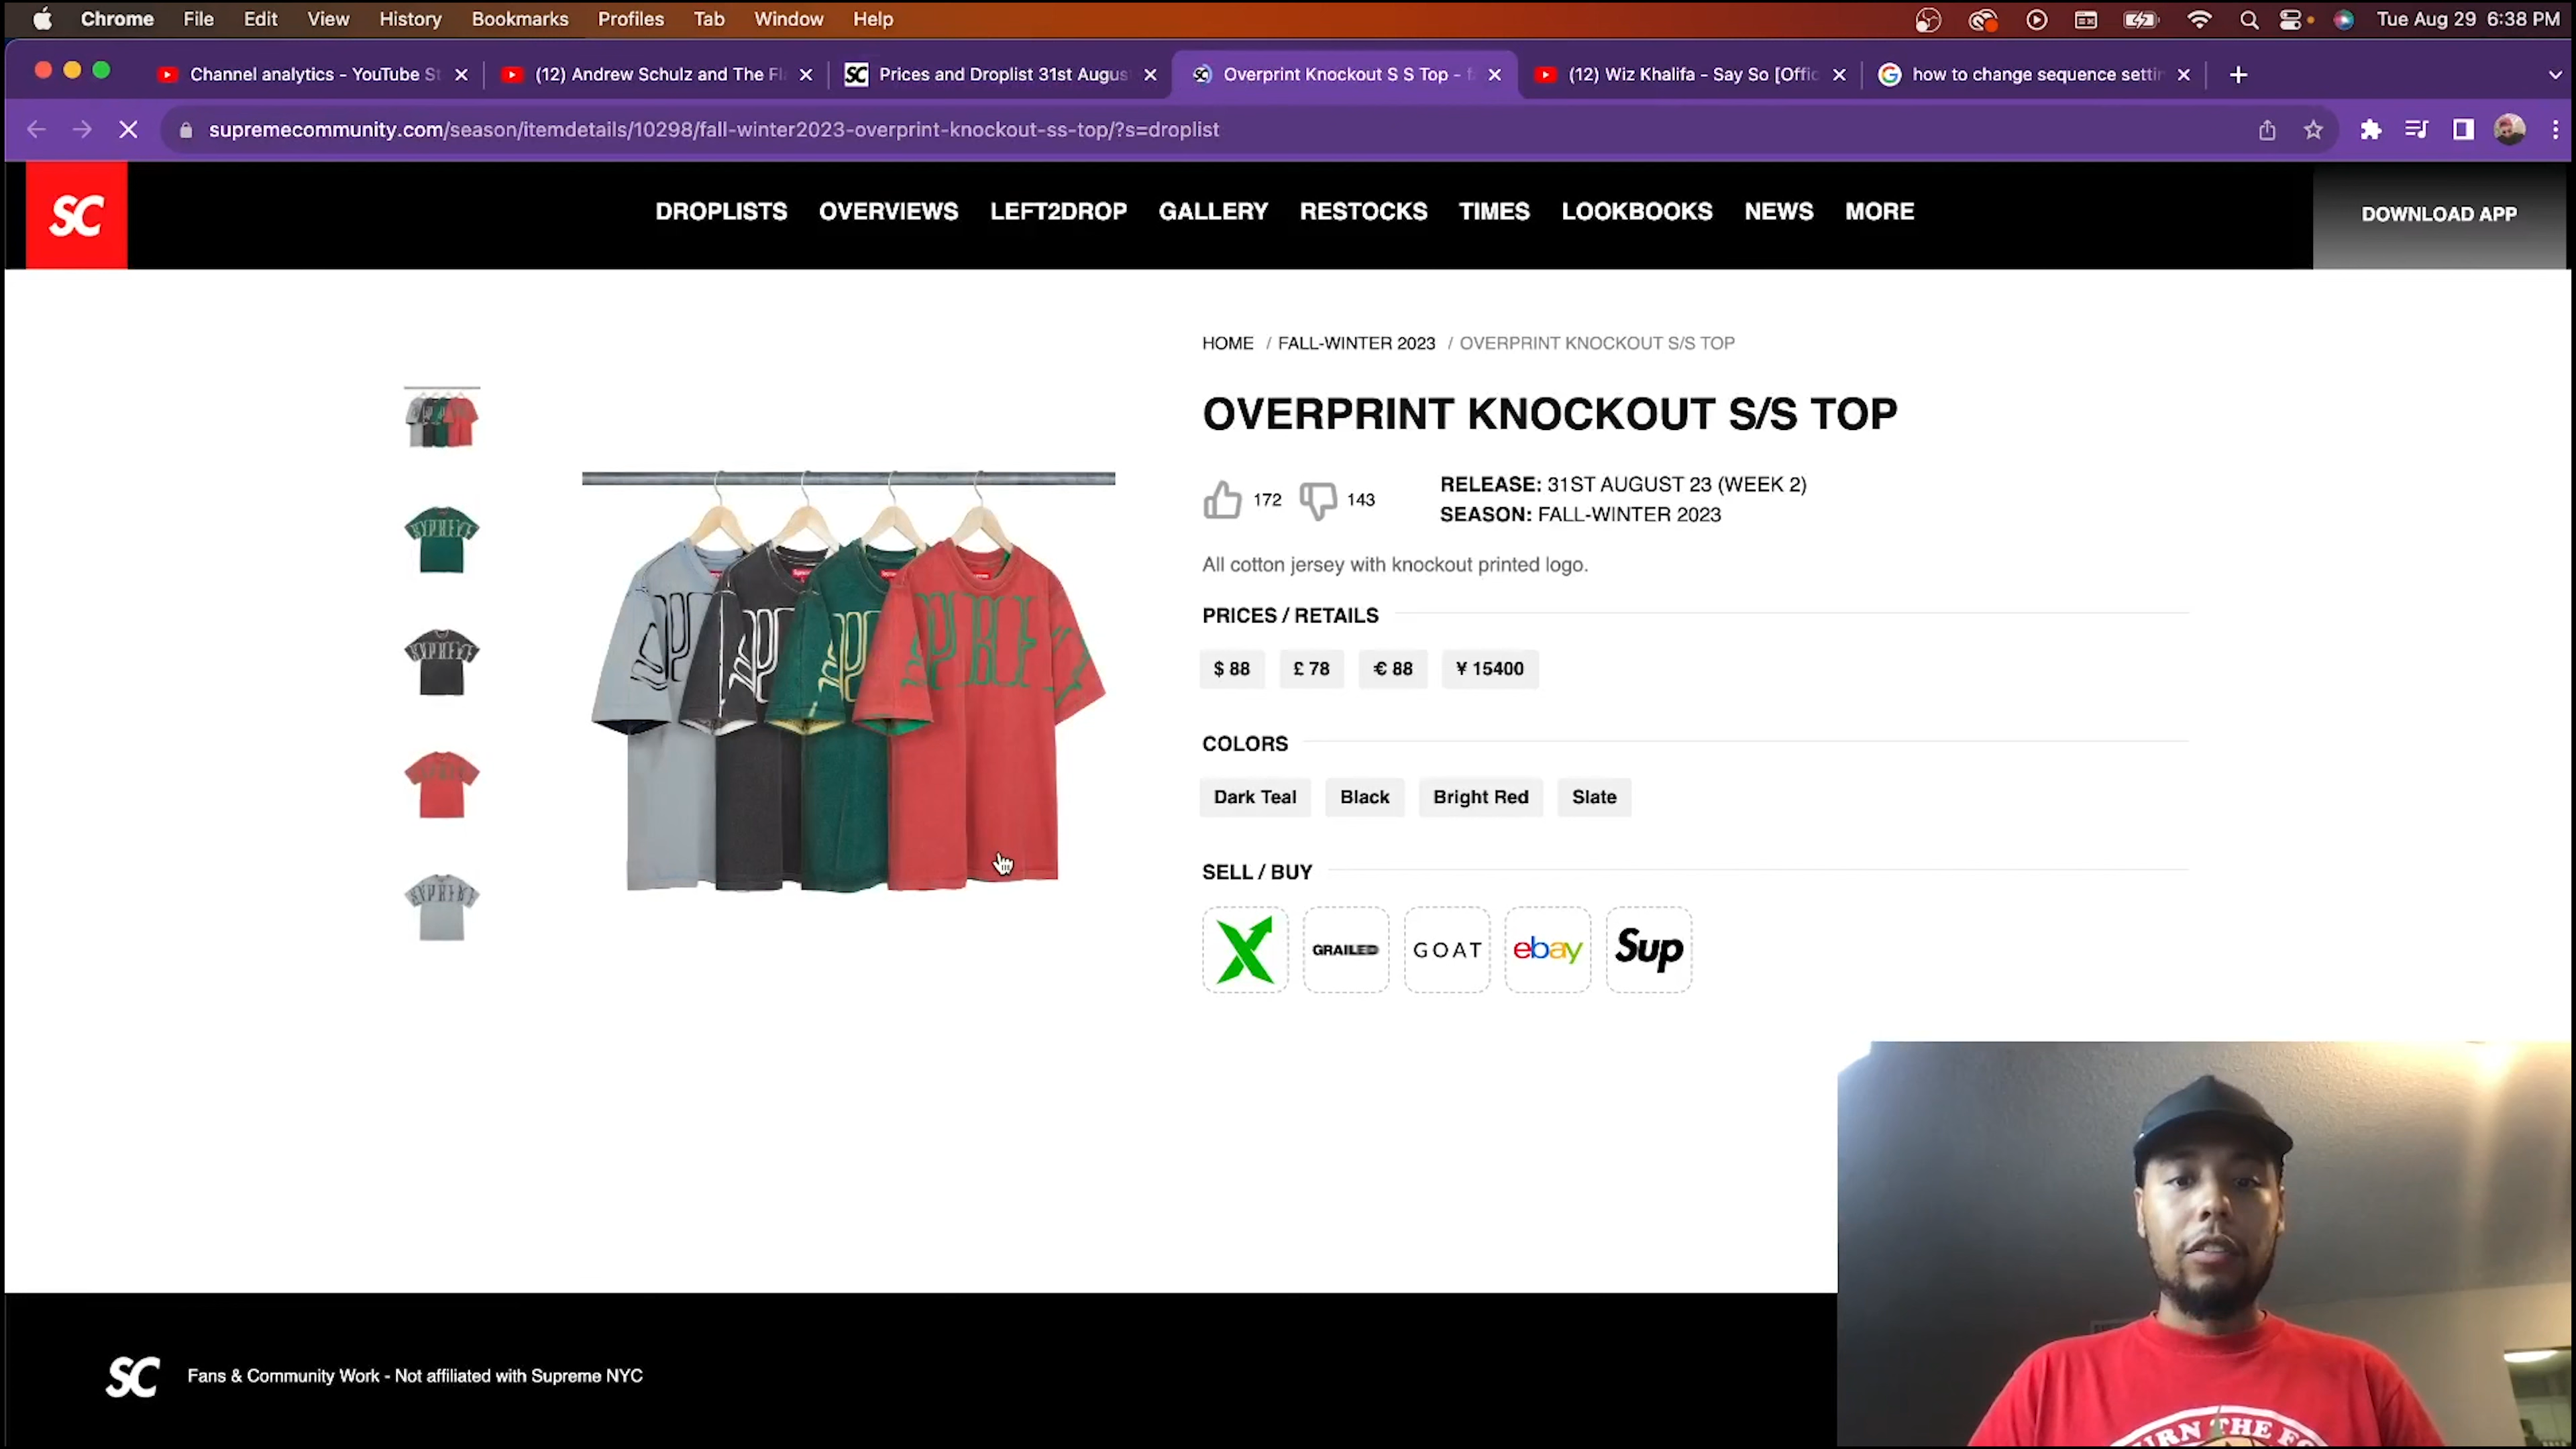 Chrome File Edit View History Bookmarks Profiles Tab Window Help Tue Aug 29 6:38 PM
Channel analytics - YouTube St (12) Andrew Schulz and The Fl Prices and Droplist 31st Augus Overprint Knockout S S Top - f (12) Wiz Khalifa - Say So [Offic how to change sequence settin
supremecommunity.com/season/itemdetails/10298/fall-winter2023-overprint-knockout-ss-top/?s=droplist
SC DROPLISTS OVERVIEWS LEFT2DROP GALLERY RESTOCKS TIMES LOOKBOOKS NEWS MORE DOWNLOAD APP
HOME / FALL-WINTER 2023 / OVERPRINT KNOCKOUT S/S TOP
OVERPRINT KNOCKOUT S/S TOP
172 143
RELEASE: 31ST AUGUST 23 (WEEK 2)
SEASON: FALL-WINTER 2023
All cotton jersey with knockout printed logo.
PRICES / RETAILS
$ 88 £ 78 € 88 ¥ 15400
COLORS
Dark Teal Black Bright Red Slate
SELL / BUY
X GRAILED GOAT ebay Sup
SC Fans & Community Work - Not affiliated with Supreme NYC
THE